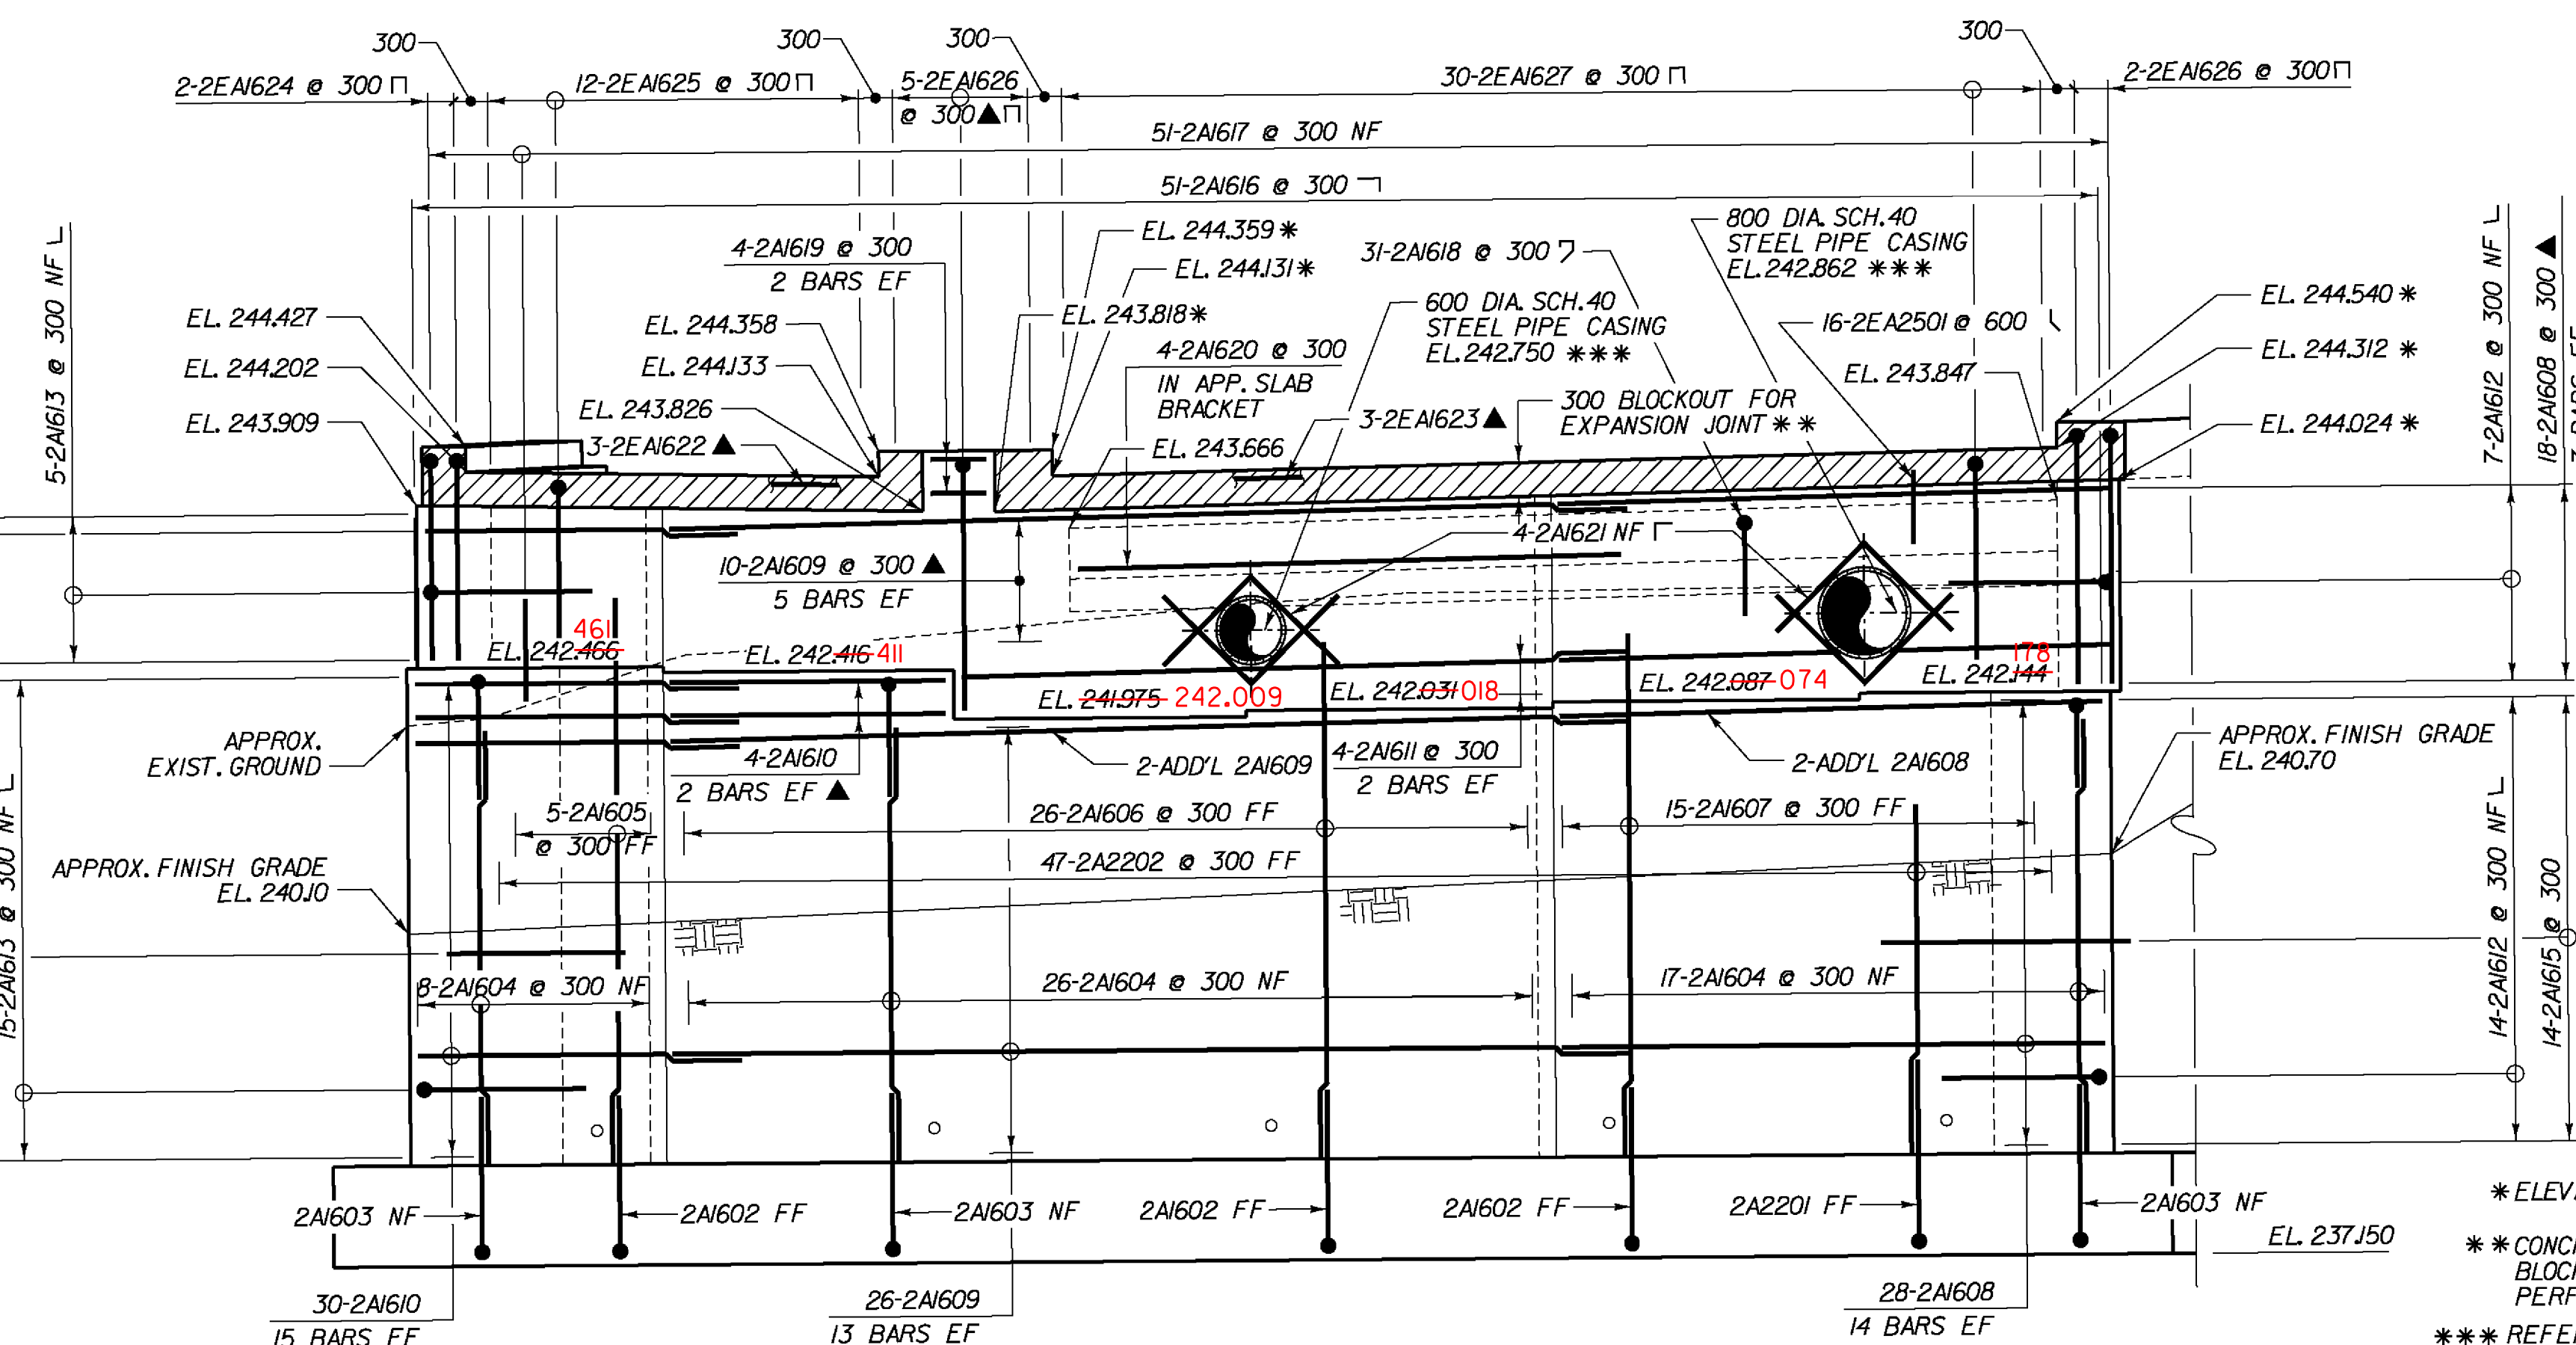 300
300
300
300
2-2EA1624 @ 300
12-2EA1625 @ 300
5-2EA1626
@ 300▲
30-2EA1627 @ 300
2-2EA1626 @ 300
51-2A1617 @ 300 NF
51-2A1616 @ 300
5-2A1613 @ 300 NF
4-2A1619 @ 300
2 BARS EF
EL. 244.359 *
EL. 244.131 *
EL. 243.818 *
31-2A1618 @ 300
800 DIA. SCH.40
STEEL PIPE CASING
EL.242.862 ***
7-2A1612 @ 300 NF
18-2A1608 @ 300 ▲
EL. 244.427
EL. 244.202
EL. 243.909
EL. 244.358
EL. 244.133
EL. 243.826
3-2EA1622 ▲
4-2A1620 @ 300
IN APP. SLAB
BRACKET
EL. 243.666
600 DIA. SCH.40
STEEL PIPE CASING
EL.242.750 ***
3-2EA1623 ▲
300 BLOCKOUT FOR
EXPANSION JOINT **
16-2EA2501 @ 600
EL. 243.847
EL. 244.540 *
EL. 244.312 *
EL. 244.024 *
4-2A1621 NF
10-2A1609 @ 300 ▲
5 BARS EF
461
EL. 242.466
EL. 242.416 411
EL. 241.975 242.009
EL. 242.031 018
EL. 242.087 074
178
EL. 242.144
APPROX.
EXIST. GROUND
4-2A1610
2 BARS EF ▲
2-ADD'L 2A1609
4-2A1611 @ 300
2 BARS EF
2-ADD'L 2A1608
APPROX. FINISH GRADE
EL. 240.70
5-2A1605
@ 300 FF
26-2A1606 @ 300 FF
15-2A1607 @ 300 FF
47-2A2202 @ 300 FF
APPROX. FINISH GRADE
EL. 240.10
15-2A1613 @ 300 NF
8-2A1604 @ 300 NF
26-2A1604 @ 300 NF
17-2A1604 @ 300 NF
14-2A1612 @ 300 NF
14-2A1615 @ 300
2A1603 NF
2A1602 FF
2A1603 NF
2A1602 FF
2A1602 FF
2A2201 FF
2A1603 NF
EL. 237.150
30-2A1610
15 BARS EF
26-2A1609
13 BARS EF
28-2A1608
14 BARS EF
*
**
***